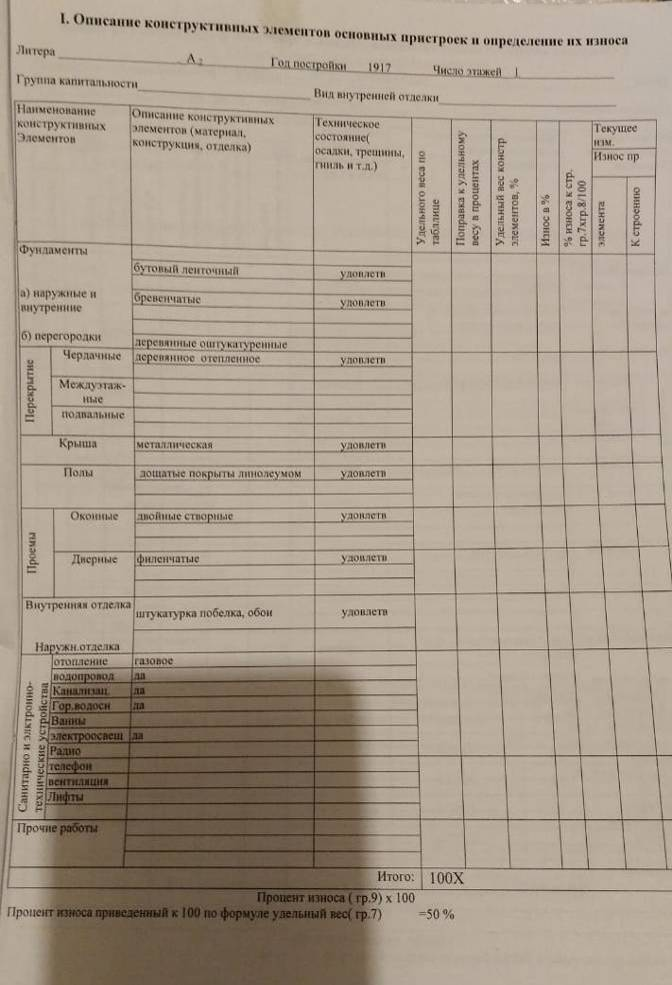 I. Описание конструктивных элементов основных пристроек и определение их износа
Литера А 2 Год постройки 1917 Число этажей 1
Группа капитальности Вид внутренней отделки
Наименование конструктивных Элементов
Описание конструктивных элементов (материал, конструкция, отделка)
Техническое состояние( осадки, трещины, гниль и т.д.)
Удельного веса по таблице
Поправка к удельному весу в процентах
Удельный вес констр элементов, %
Износ в %
% износа к стр. гр.7хгр.8/100
Текущее изм.
Износ пр
элемента
К строению
Фундаменты
бутовый ленточный удовлетв
а) наружные и внутренние
бревенчатые удовлетв
б) перегородки
деревянные оштукатуренные
Перекрытие
Чердачные деревянное отепленное удовлетв
Междуэтаж-
ные
подвальные
Крыша металлическая удовлетв
Полы дощатые покрыты линолеумом удовлетв
Проемы
Оконные двойные створные удовлетв
Дверные филенчатые удовлетв
Внутренняя отделка
штукатурка побелка, обои удовлетв
Наружн.отделка
Санитарно и элктронно-
технические устройства
отопление газовое
водопровод да
Канализац. да
Гор.водосн да
Ванны
электроосвещ да
Радио
телефон
вентиляция
Лифты
Прочие работы
Итого: 100X
Процент износа ( гр.9) х 100
Процент износа приведенный к 100 по формуле удельный вес( гр.7) =50 %